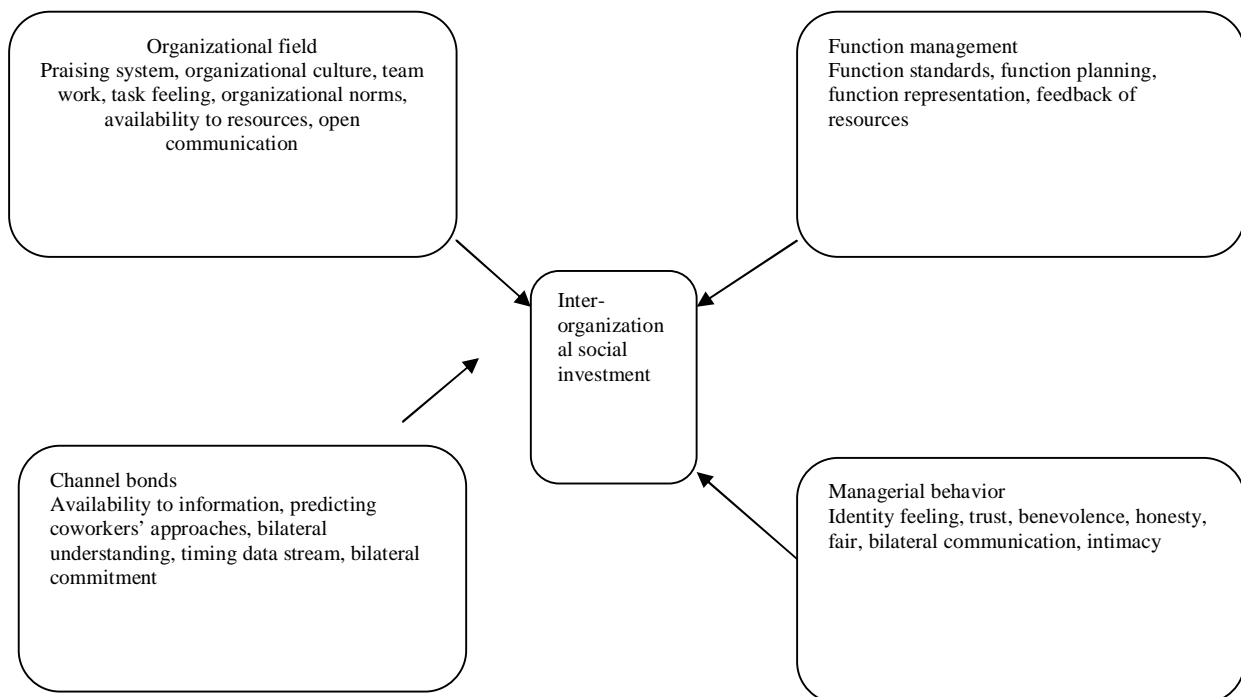 Organizational field
Praising system, organizational culture, team
work, task feeling, organizational norms,
availability to resources, open
communication
Function management
Function standards, function planning,
function representation, feedback of
resources
Inter-
organization
al social
investment
Channel bonds
Availability to information, predicting
coworkers’ approaches, bilateral
understanding, timing data stream, bilateral
commitment
Managerial behavior
Identity feeling, trust, benevolence, honesty,
fair, bilateral communication, intimacy